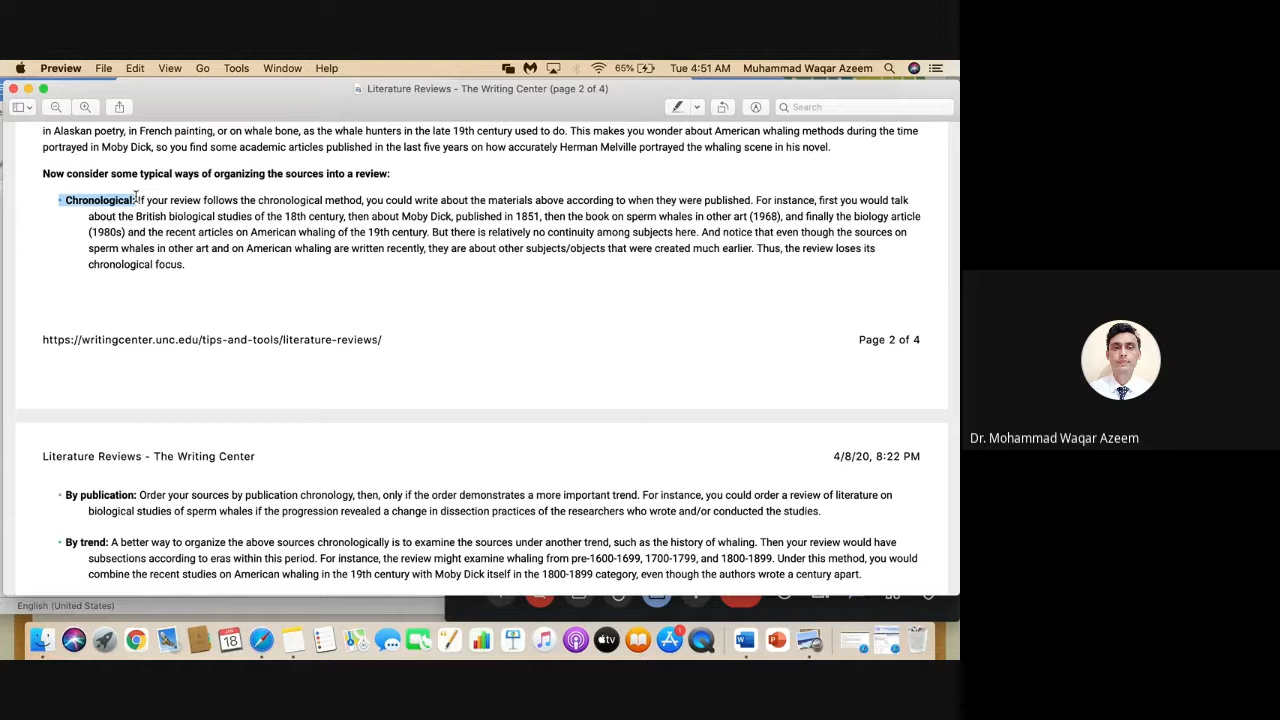 Preview File Edit View Go Tools Window Help 65% Tue 4:51 AM Muhammad Waqar Azeem
Literature Reviews - The Writing Center (page 2 of 4)
Search
in Alaskan poetry, in French painting, or on whale bone, as the whale hunters in the late 19th century used to do. This makes you wonder about American whaling methods during the time
portrayed in Moby Dick, so you find some academic articles published in the last five years on how accurately Herman Melville portrayed the whaling scene in his novel.
Now consider some typical ways of organizing the sources into a review:
• Chronological: If your review follows the chronological method, you could write about the materials above according to when they were published. For instance, first you would talk
about the British biological studies of the 18th century, then about Moby Dick, published in 1851, then the book on sperm whales in other art (1968), and finally the biology article
(1980s) and the recent articles on American whaling of the 19th century. But there is relatively no continuity among subjects here. And notice that even though the sources on
sperm whales in other art and on American whaling are written recently, they are about other subjects/objects that were created much earlier. Thus, the review loses its
chronological focus.
https://writingcenter.unc.edu/tips-and-tools/literature-reviews/ Page 2 of 4
Literature Reviews - The Writing Center 4/8/20, 8:22 PM
• By publication: Order your sources by publication chronology, then, only if the order demonstrates a more important trend. For instance, you could order a review of literature on
biological studies of sperm whales if the progression revealed a change in dissection practices of the researchers who wrote and/or conducted the studies.
• By trend: A better way to organize the above sources chronologically is to examine the sources under another trend, such as the history of whaling. Then your review would have
subsections according to eras within this period. For instance, the review might examine whaling from pre-1600-1699, 1700-1799, and 1800-1899. Under this method, you would
combine the recent studies on American whaling in the 19th century with Moby Dick itself in the 1800-1899 category, even though the authors wrote a century apart.
English (United States)
18
tv
1
Dr. Mohammad Waqar Azeem